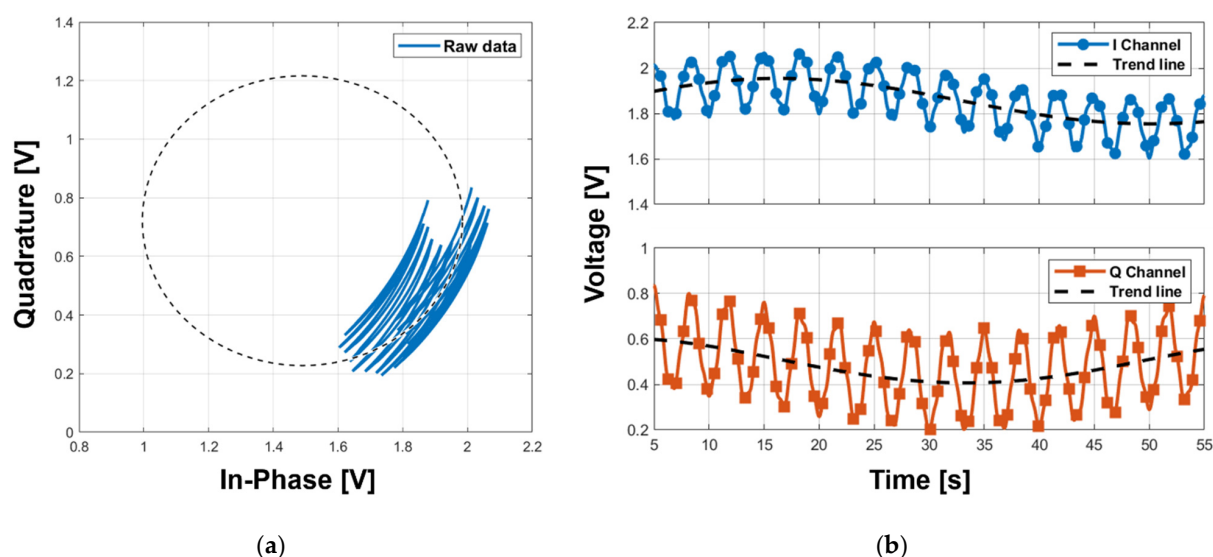 1.4
1.2
1
0.8
0.6
0.4
0.2
0
0.8 1 1.2 1.4 1.6 1.8 2 2.2
Quadrature [V]
In-Phase [V]
Raw data
(a)
2.2
2
1.8
1.6
1.4
I Channel
Trend line
Voltage [V]
1
0.8
0.6
0.4
0.2
Q Channel
Trend line
5 10 15 20 25 30 35 40 45 50 55
Time [s]
(b)